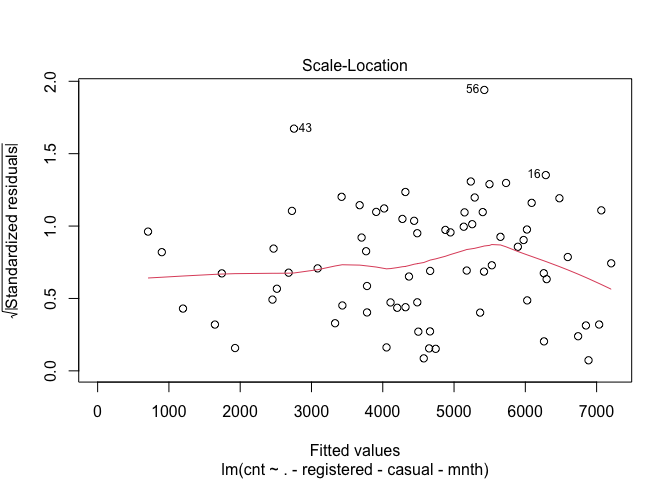 Scale-Location
√|Standardized residuals|
2.0
1.5
1.0
0.5
0.0
56
43
16
0 1000 2000 3000 4000 5000 6000 7000
Fitted values
lm(cnt ~ . - registered - casual - mnth)